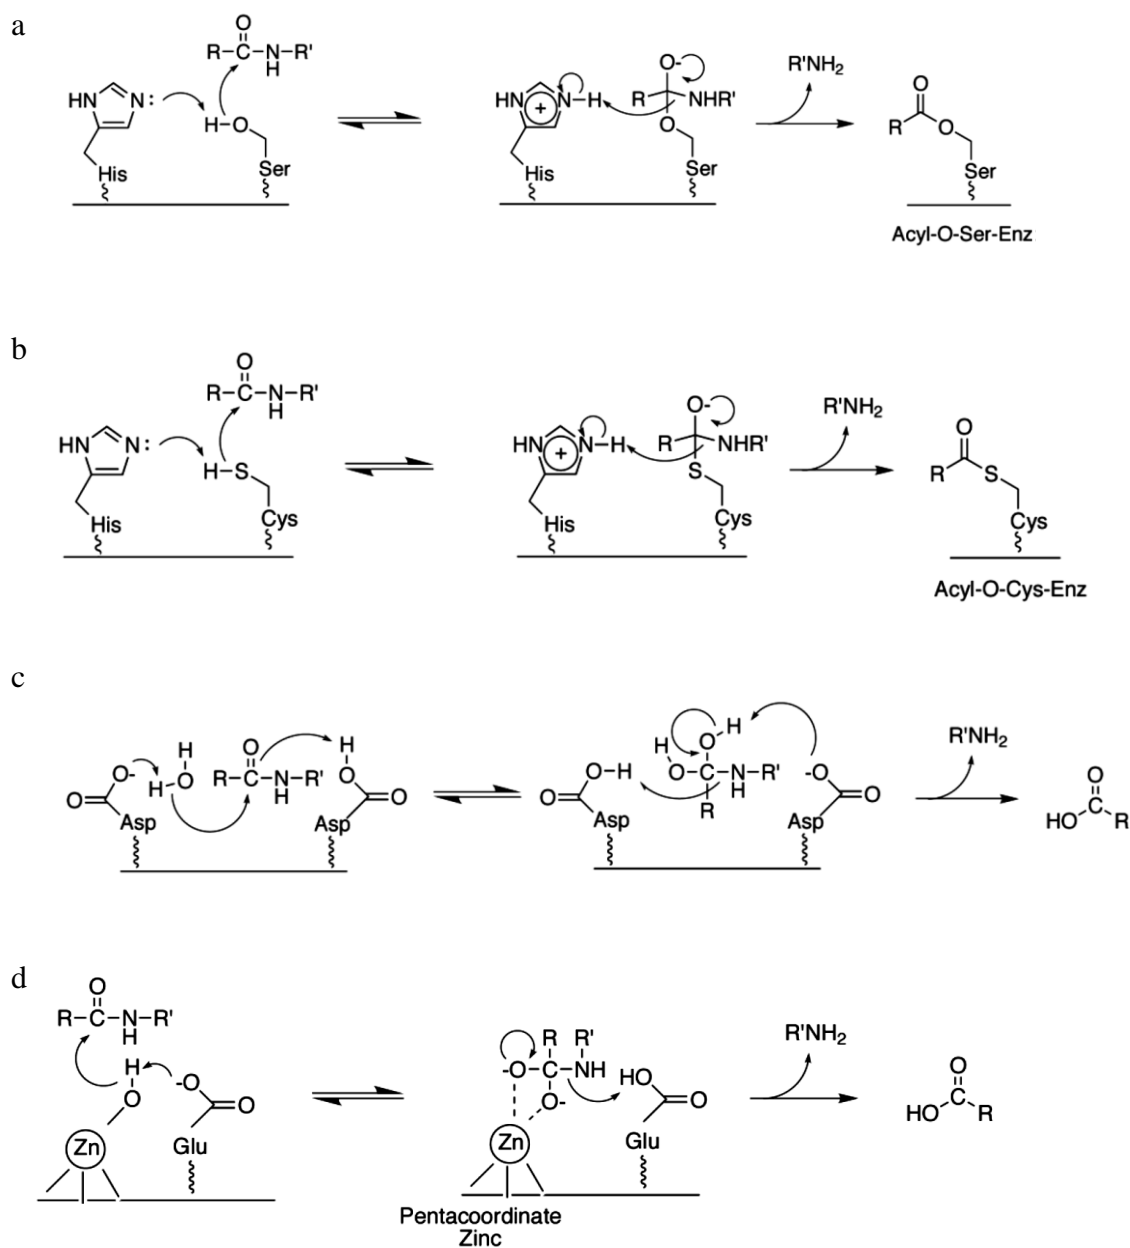 a
O
R-C-N-R'
H
HN N:
H-O
His
Ser
HN + N-H
O-
R NHR'
O
His
Ser
R'NH2
O
R O
Ser
Acyl-O-Ser-Enz
b
O
R-C-N-R'
H
HN N:
H-S
His
Cys
HN + N-H
O-
R NHR'
S
His
Cys
R'NH2
O
R S
Cys
Acyl-O-Cys-Enz
c
O-
O
Asp
H
H-O
O
R-C-N-R'
H
H
O
O
Asp
O-H
O
Asp
H
O
H
O-C-N-R'
H
R
-O
O
Asp
R'NH2
O
HO C R
d
O
R-C-N-R'
H
H
O
-O
O
Zn
Glu
R R'
-O-C-NH
O-
HO
O
Zn
Glu
Pentacoordinate
Zinc
R'NH2
O
HO C R